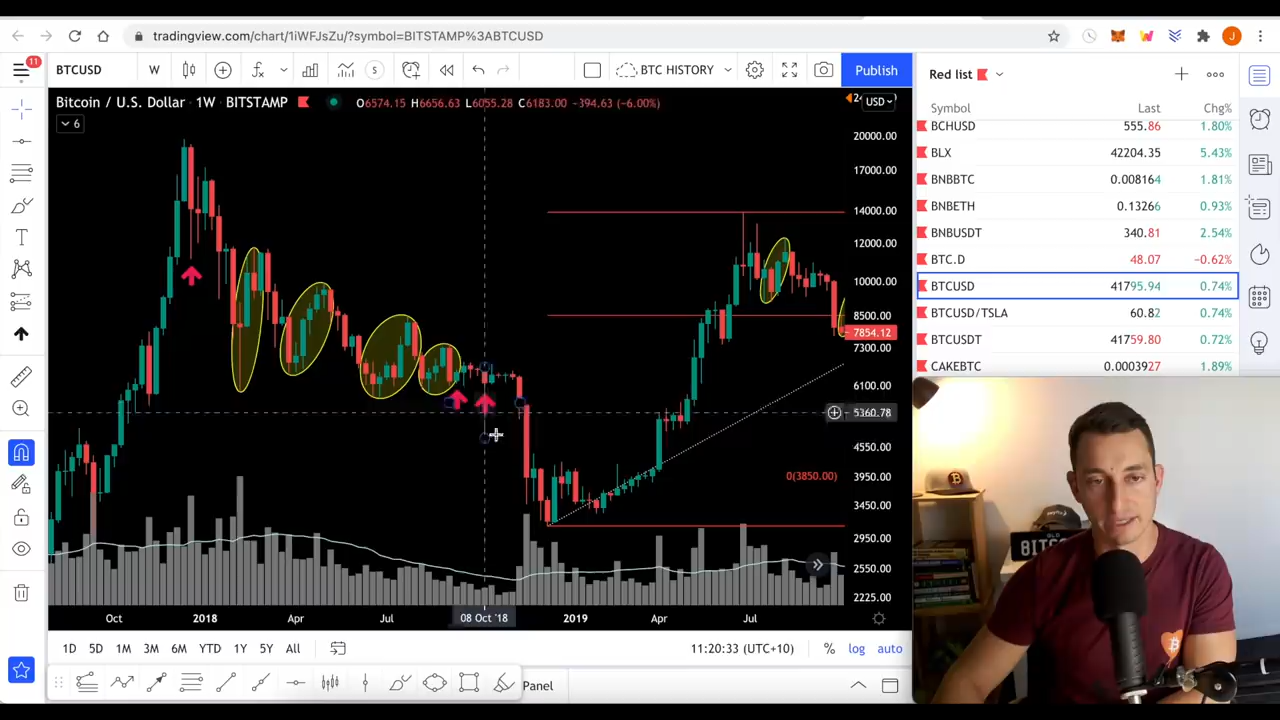 tradingview.com/chart/1iWFJsZu/?symbol=BITSTAMP%3ABTCUSD
J
11
BTCUSD
W
5
BTC HISTORY
Publish
Red list
Bitcoin / U.S. Dollar · 1W · BITSTAMP
O6574.15 H6656.63 L6055.28 C6183.00 -394.63 (-6.00%)
USD
6
Symbol Last Chg%
BCHUSD 555.86 1.80%
BLX 42204.35 5.43%
BNBBTC 0.008164 1.81%
BNBETH 0.13266 0.93%
BNBUSDT 340.81 2.54%
BTC.D 48.07 −0.62%
BTCUSD 41795.94 0.74%
BTCUSD/TSLA 60.82 0.74%
BTCUSDT 41759.80 0.72%
CAKEBTC 0.0003927 1.89%
20000.00
17000.00
14000.00
12000.00
10000.00
8500.00
7854.12
7300.00
6100.00
5360.78
4550.00
0(3850.00)
3950.00
3450.00
2950.00
2550.00
2225.00
Oct 2018 Apr Jul 08 Oct '18 2019 Apr Jul
1D 5D 1M 3M 6M YTD 1Y 5Y All
11:20:33 (UTC+10)
% log auto
Panel
B
OLD
8IT
B